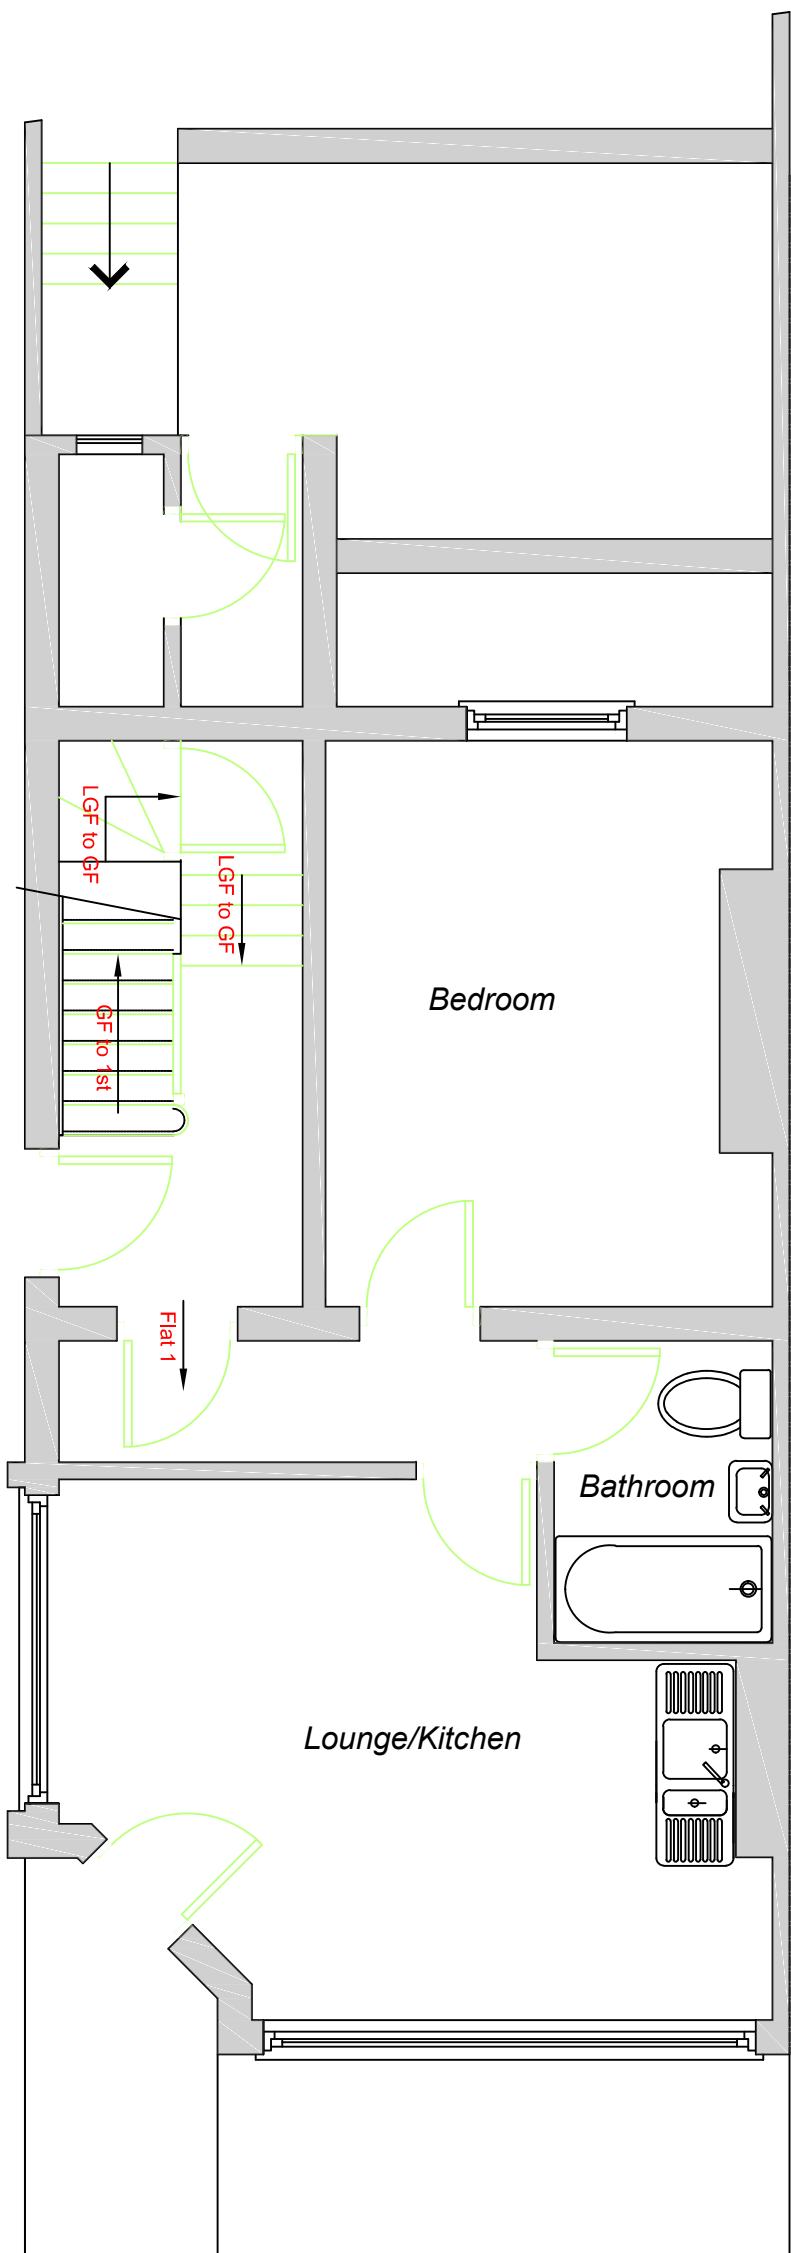 LGF to GF
LGF to GF
Bedroom
GF to 1st
Flat 1
Bathroom
Lounge/Kitchen